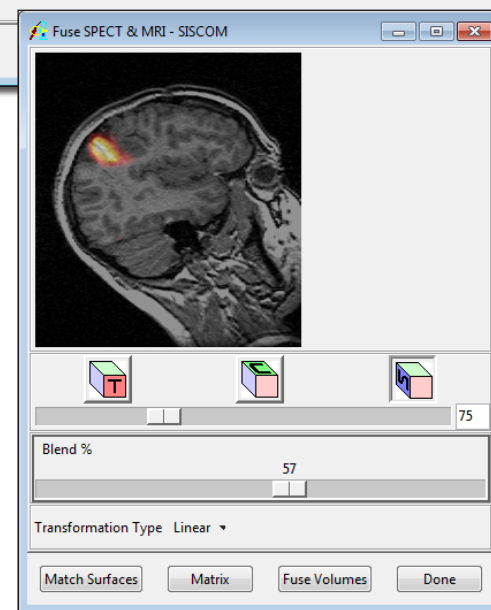 Fuse SPECT & MRI - SISCOM
T U S
75
Blend %
57
Transformation Type Linear
Match Surfaces Matrix Fuse Volumes Done